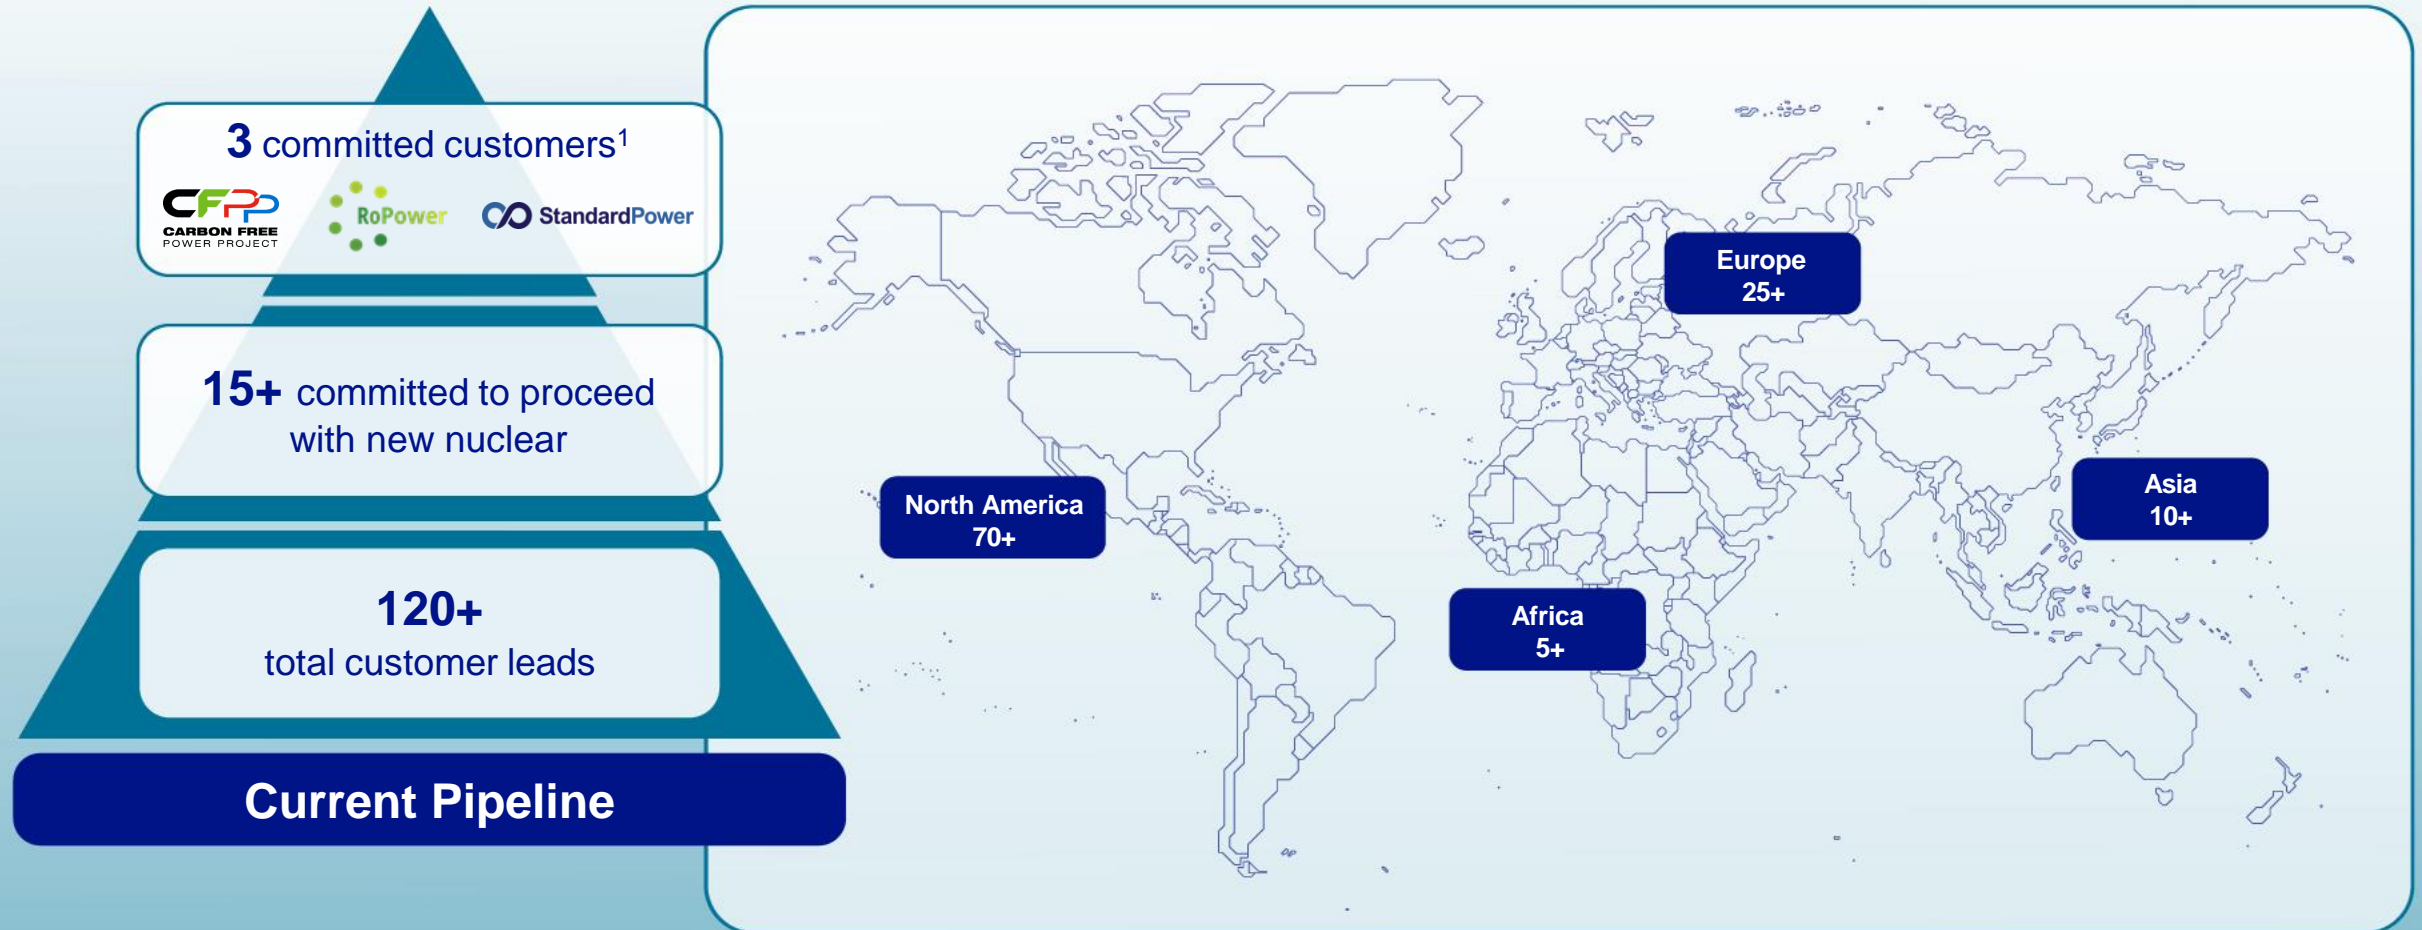 3 committed customers1
CFPP
CARBON FREE
POWER PROJECT
RoPower
StandardPower
15+ committed to proceed
with new nuclear
120+
total customer leads
Current Pipeline
Europe
25+
North America
70+
Asia
10+
Africa
5+